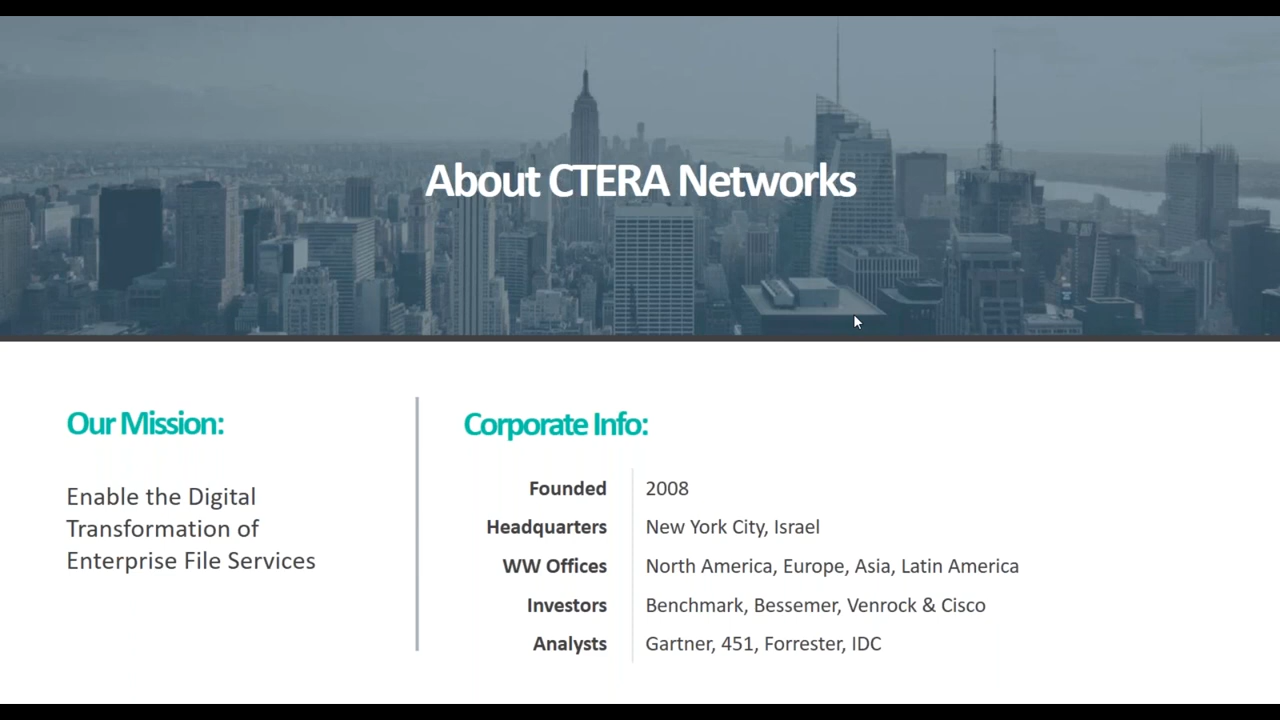 About CTERA Networks
Our Mission:
Enable the Digital
Transformation of
Enterprise File Services
Corporate Info:
Founded 2008
Headquarters New York City, Israel
WW Offices North America, Europe, Asia, Latin America
Investors Benchmark, Bessemer, Venrock & Cisco
Analysts Gartner, 451, Forrester, IDC